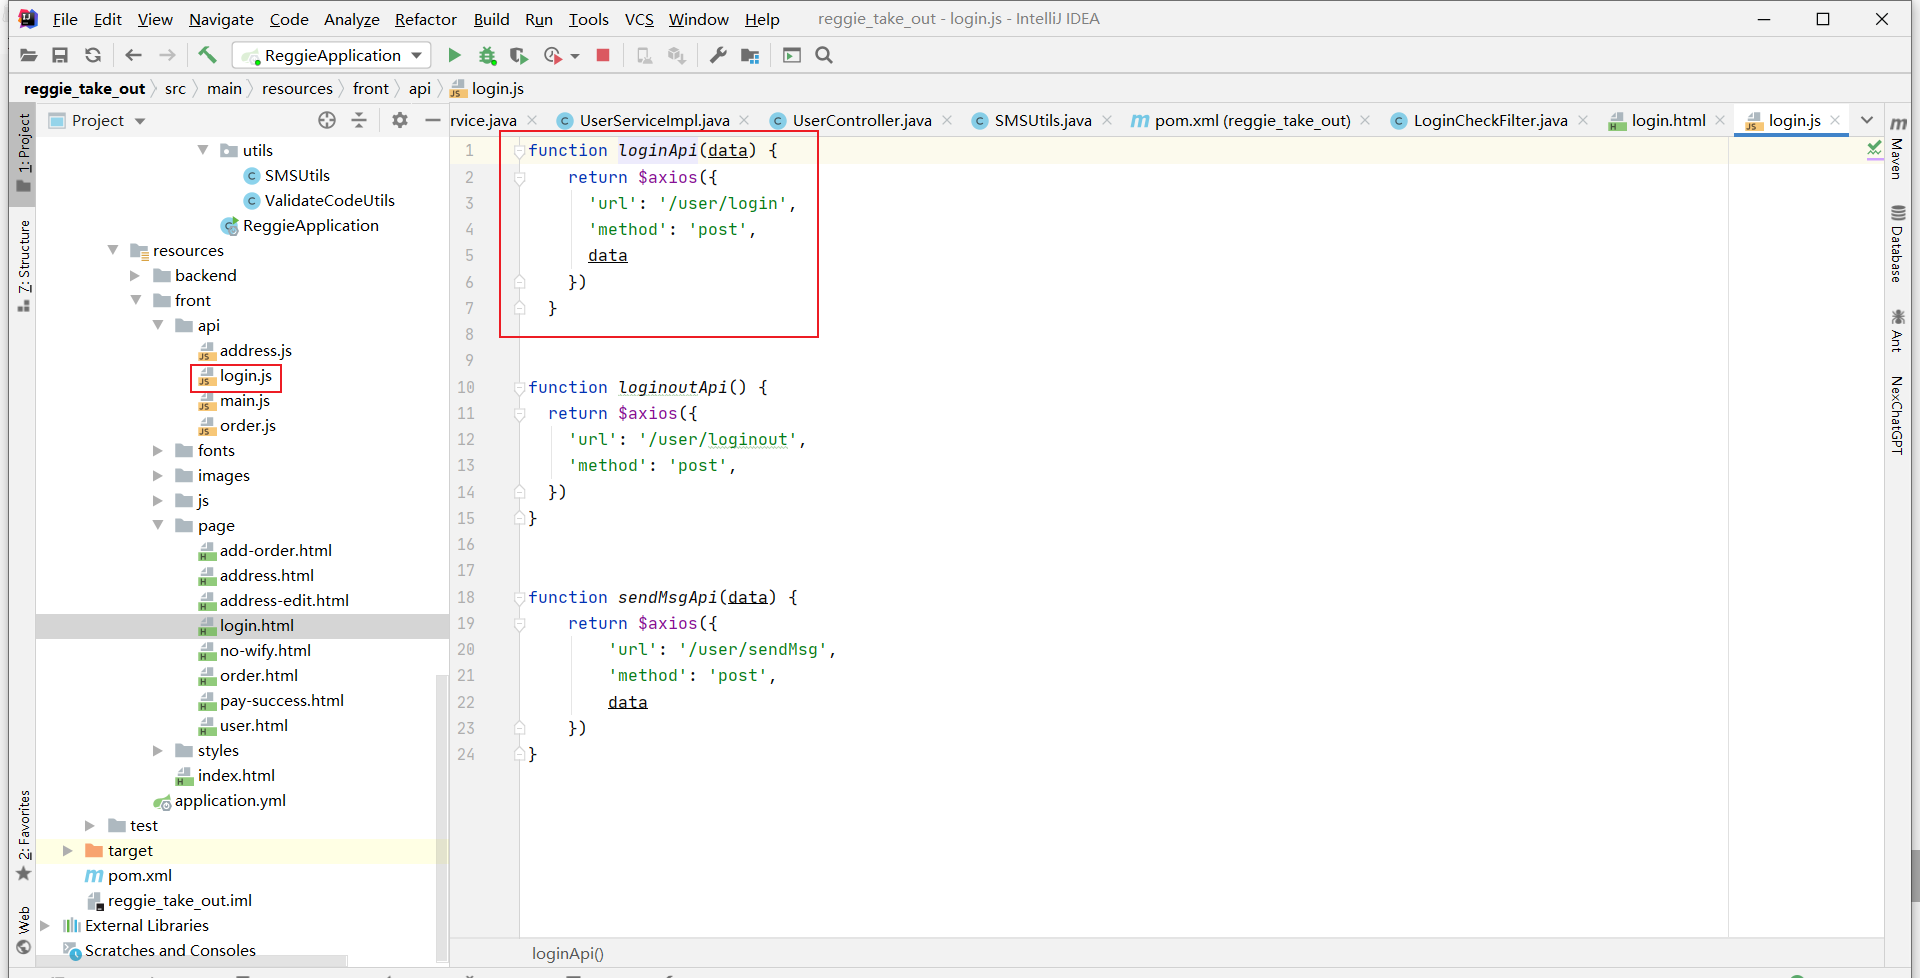 File Edit View Navigate Code Analyze Refactor Build Run Tools VCS Window Help reggie_take_out - login.js - IntelliJ IDEA
ReggieApplication
reggie_take_out src main resources front api login.js
Project
rvice.java UserServiceImpl.java UserController.java SMSUtils.java pom.xml (reggie_take_out) LoginCheckFilter.java login.html login.js
1: Project
7: Structure
2: Favorites
Web
utils
SMSUtils
ValidateCodeUtils
ReggieApplication
resources
backend
front
api
address.js
login.js
main.js
order.js
fonts
images
js
page
add-order.html
address.html
address-edit.html
login.html
no-wify.html
order.html
pay-success.html
user.html
styles
index.html
application.yml
test
target
pom.xml
reggie_take_out.iml
External Libraries
Scratches and Consoles
1 function loginApi(data) {
2 return $axios({
3 'url': '/user/login',
4 'method': 'post',
5 data
6 })
7 }
8
9
10 function loginoutApi() {
11 return $axios({
12 'url': '/user/loginout',
13 'method': 'post',
14 })
15 }
16
17
18 function sendMsgApi(data) {
19 return $axios({
20 'url': '/user/sendMsg',
21 'method': 'post',
22 data
23 })
24 }
loginApi()
Maven
Database
Ant
NexChatGPT